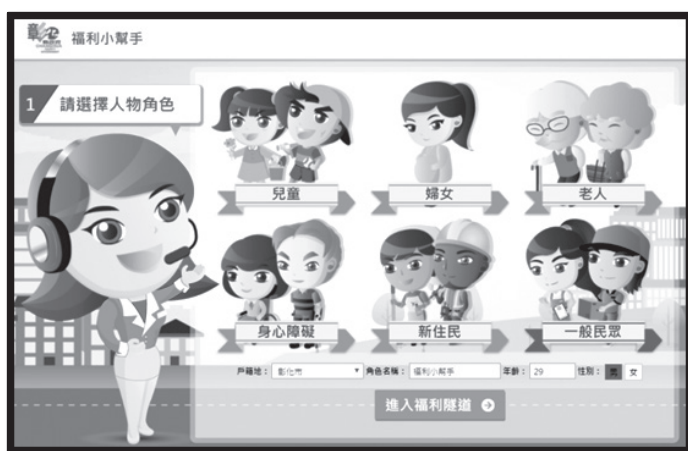 彰化 福利小幫手
1 請選擇人物角色
兒童 婦女 老人
身心障礙 新住民 一般民眾
戶籍地： 彰化市 角色名稱： 福利小幫手 年齡： 29 性別： 男 女
進入福利隧道